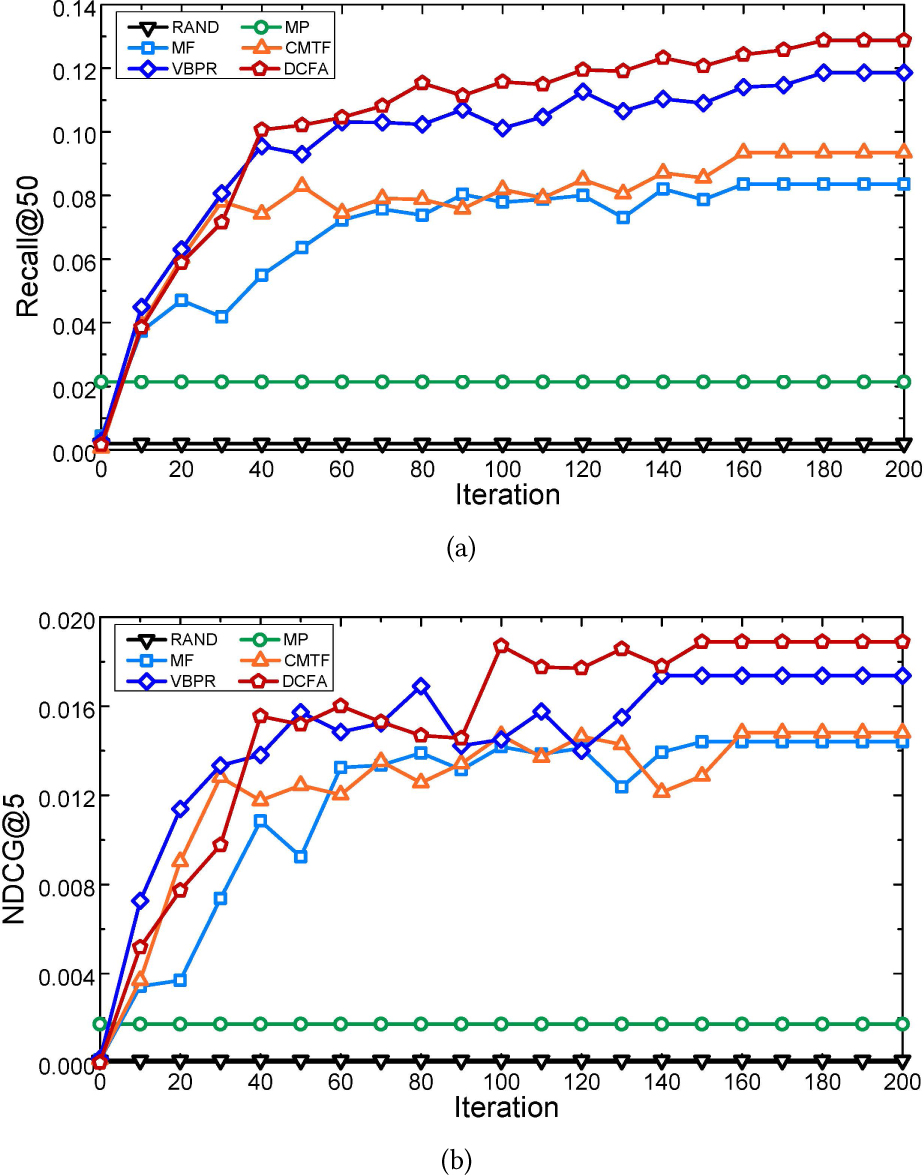 0.14
RAND MP
MF CMTF
VBPR DCFA
0.12
0.10
0.08
0.06
0.04
0.02
0.00
Recall@50
0 20 40 60 80 100 120 140 160 180 200
Iteration
(a)
0.020
RAND MP
MF CMTF
VBPR DCFA
0.016
0.012
0.008
0.004
0.000
NDCG@5
0 20 40 60 80 100 120 140 160 180 200
Iteration
(b)